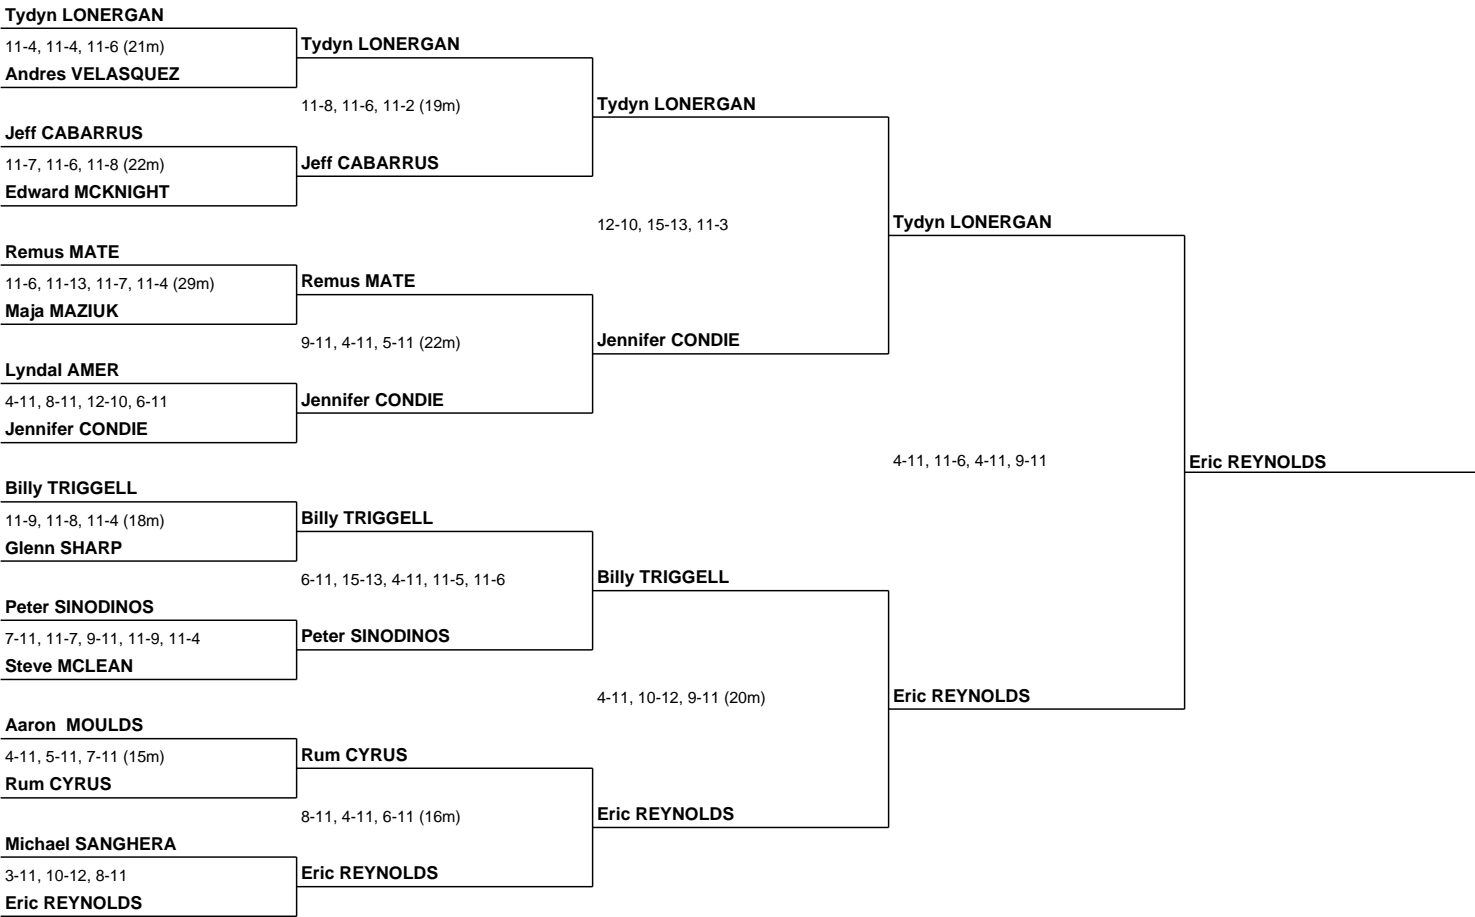 Tydyn LONERGAN
11-4, 11-4, 11-6 (21m)
Andres VELASQUEZ
Jeff CABARRUS
11-7, 11-6, 11-8 (22m)
Edward MCKNIGHT
Remus MATE
11-6, 11-13, 11-7, 11-4 (29m)
Maja MAZIUK
Lyndal AMER
4-11, 8-11, 12-10, 6-11
Jennifer CONDIE
Billy TRIGGELL
11-9, 11-8, 11-4 (18m)
Glenn SHARP
Peter SINODINOS
7-11, 11-7, 9-11, 11-9, 11-4
Steve MCLEAN
Aaron  MOULDS
4-11, 5-11, 7-11 (15m)
Rum CYRUS
Michael SANGHERA
3-11, 10-12, 8-11
Eric REYNOLDS
Tydyn LONERGAN
11-8, 11-6, 11-2 (19m)
Jeff CABARRUS
Remus MATE
9-11, 4-11, 5-11 (22m)
Jennifer CONDIE
Billy TRIGGELL
6-11, 15-13, 4-11, 11-5, 11-6
Peter SINODINOS
Rum CYRUS
8-11, 4-11, 6-11 (16m)
Eric REYNOLDS
Tydyn LONERGAN
12-10, 15-13, 11-3
Jennifer CONDIE
Billy TRIGGELL
4-11, 10-12, 9-11 (20m)
Eric REYNOLDS
Tydyn LONERGAN
4-11, 11-6, 4-11, 9-11
Eric REYNOLDS
Eric REYNOLDS